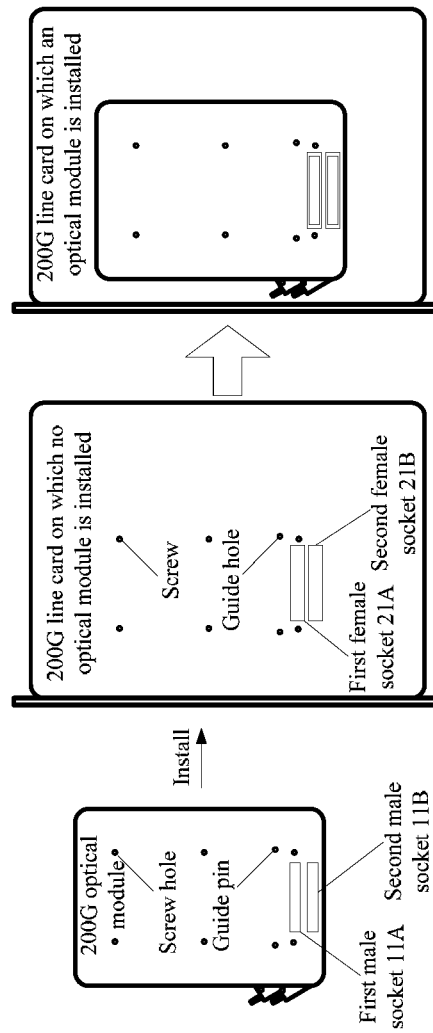 200G optical
module
Screw hole
Guide pin
First male
socket 11A
Second male
socket 11B
Install
200G line card on which no
optical module is installed
Screw
Guide hole
First female
socket 21A
Second female
socket 21B
200G line card on which an
optical module is installed